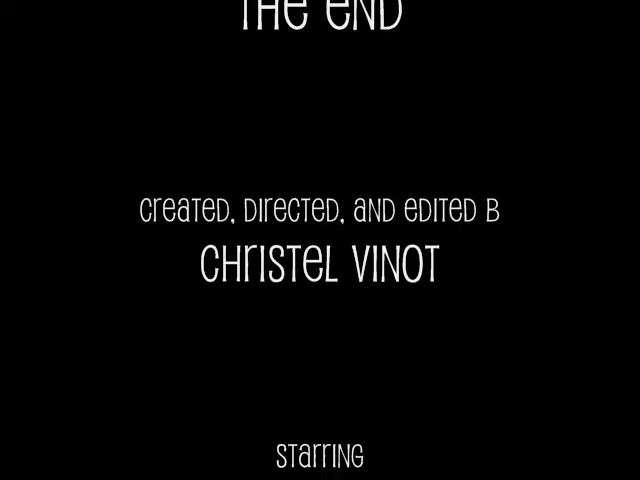 THE END
CREATED, DIRECTED, AND EDITED B
CHRISTEL VINOT
STARRING